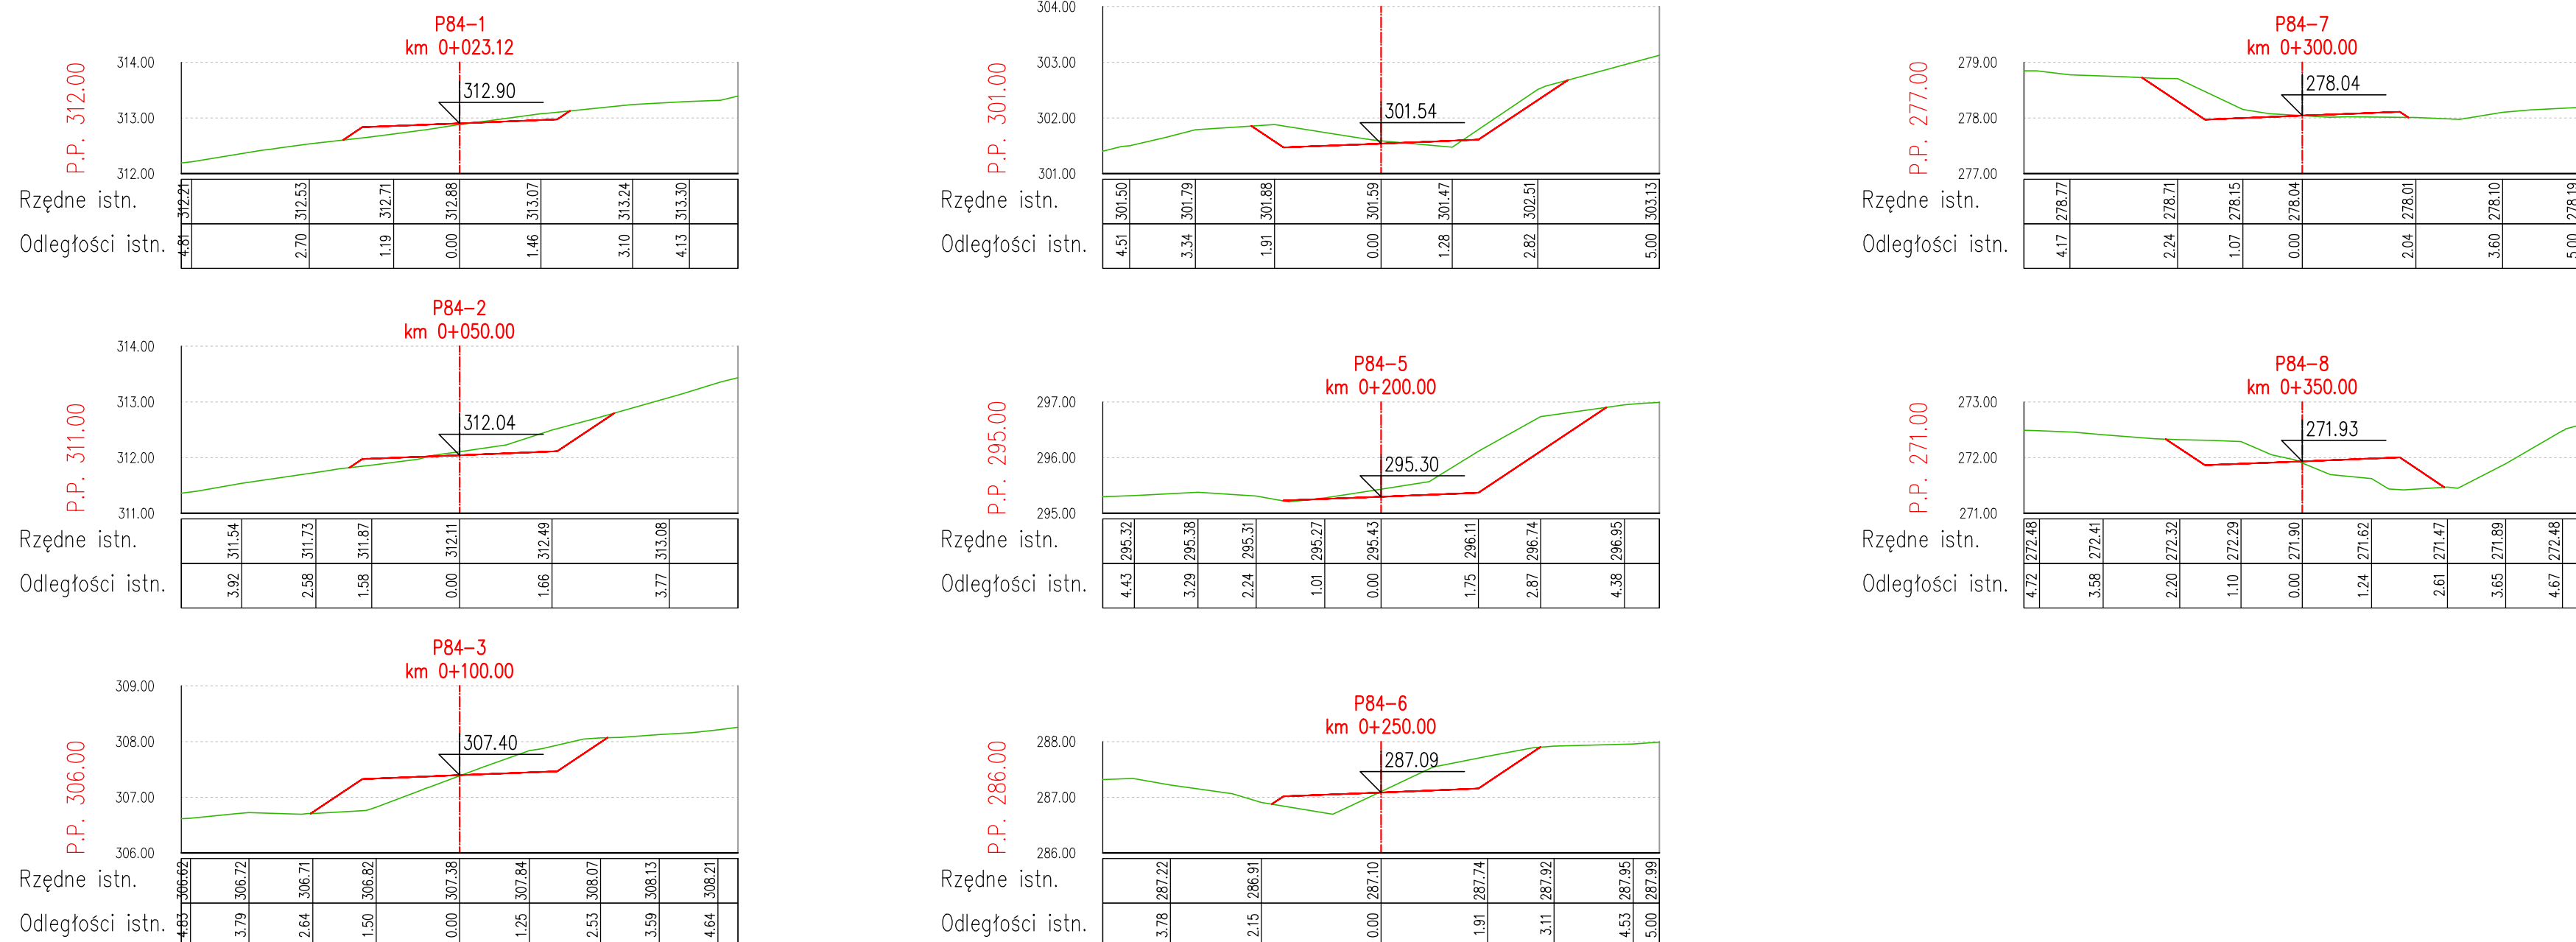 P84-1
km 0+023.12
P.P. 312.00
314.00
313.00
312.00
312.90
Rzędne istn. 312.21 312.53 312.71 312.88 313.07 313.24 313.30
Odległości istn. 4.81 2.70 1.19 0.00 1.46 3.10 4.13
P84-2
km 0+050.00
P.P. 311.00
314.00
313.00
312.00
311.00
312.04
Rzędne istn. 311.54 311.73 311.87 312.11 312.49 313.08
Odległości istn. 3.92 2.58 1.58 0.00 1.66 3.77
P84-3
km 0+100.00
P.P. 306.00
309.00
308.00
307.00
306.00
307.40
Rzędne istn. 306.62 306.72 306.71 306.82 307.38 307.84 308.07 308.13 308.21
Odległości istn. 4.83 3.79 2.64 1.50 0.00 1.25 2.53 3.59 4.64
P.P. 301.00
304.00
303.00
302.00
301.00
301.54
Rzędne istn. 301.50 301.79 301.88 301.59 301.47 302.51 303.13
Odległości istn. 4.51 3.34 1.91 0.00 1.28 2.82 5.00
P84-5
km 0+200.00
P.P. 295.00
297.00
296.00
295.00
295.30
Rzędne istn. 295.32 295.38 295.31 295.27 295.43 296.11 296.74 296.95
Odległości istn. 4.43 3.29 2.24 1.01 0.00 1.75 2.87 4.38
P84-6
km 0+250.00
P.P. 286.00
288.00
287.00
286.00
287.09
Rzędne istn. 287.22 286.91 287.10 287.74 287.92 287.95 287.99
Odległości istn. 3.78 2.15 0.00 1.91 3.11 4.53 5.00
P84-7
km 0+300.00
P.P. 277.00
279.00
278.00
277.00
278.04
Rzędne istn. 278.77 278.71 278.15 278.04 278.01 278.10 278.19
Odległości istn. 4.17 2.24 1.07 0.00 2.04 3.60 5.00
P84-8
km 0+350.00
P.P. 271.00
273.00
272.00
271.00
271.93
Rzędne istn. 272.48 272.41 272.32 272.29 271.90 271.62 271.47 271.89 272.48
Odległości istn. 4.72 3.58 2.20 1.10 0.00 1.24 2.61 3.65 4.67